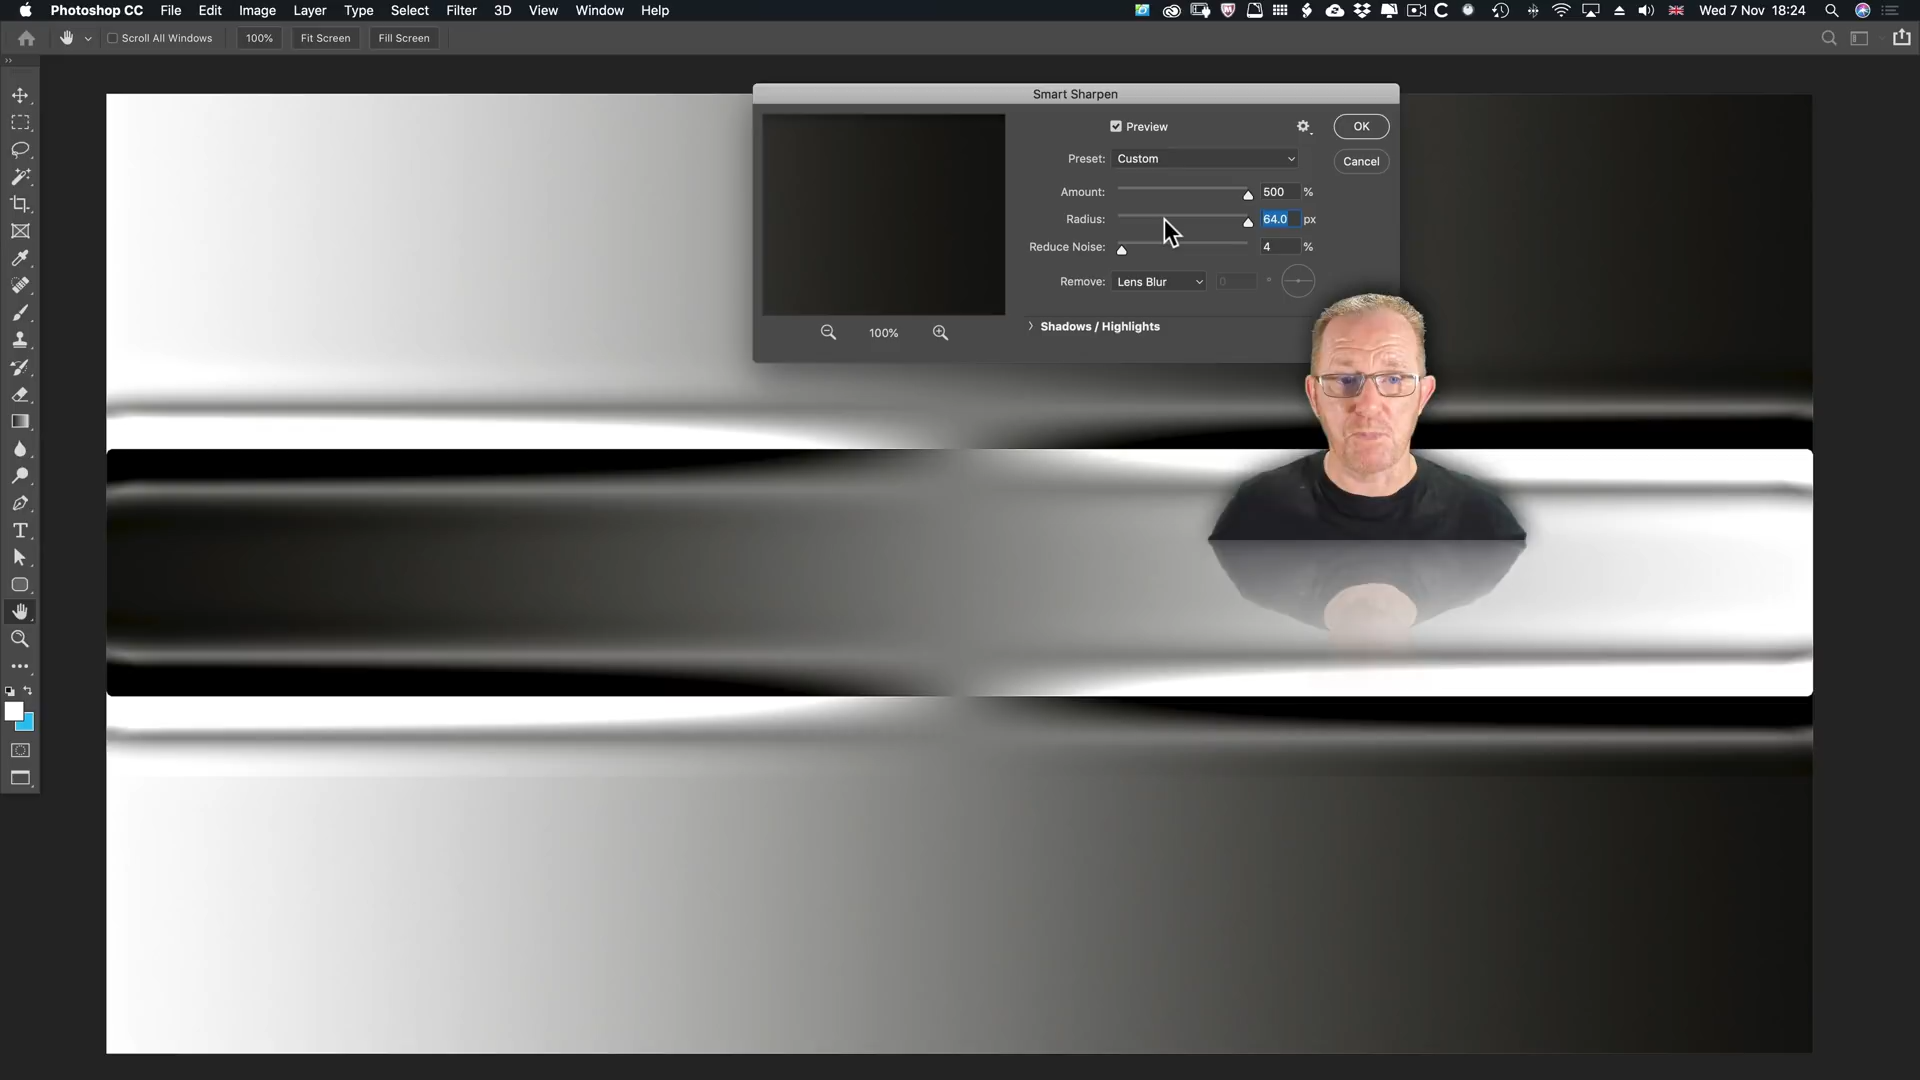 Photoshop CC File Edit Image Layer Type Select Filter 3D View Window Help Wed 7 Nov 18:24
Scroll All Windows 100% Fit Screen Fill Screen
Smart Sharpen
Preview OK
Preset: Custom Cancel
Amount: 500 %
Radius: 64.0 px
Reduce Noise: 4 %
Remove: Lens Blur 0 °
Shadows / Highlights
100%